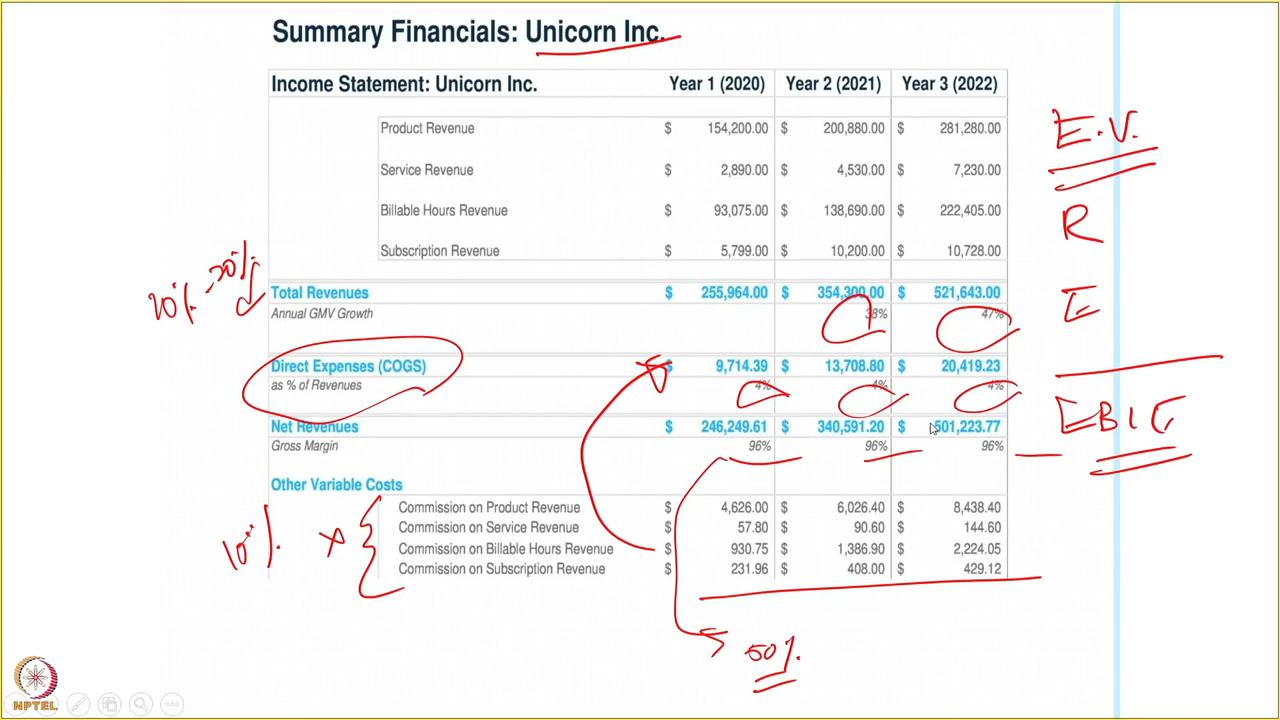 Summary Financials: Unicorn Inc.
Income Statement: Unicorn Inc. Year 1 (2020) Year 2 (2021) Year 3 (2022)
Product Revenue $ 154,200.00 $ 200,880.00 $ 281,280.00
E.V.
Service Revenue $ 2,890.00 $ 4,530.00 $ 7,230.00
Billable Hours Revenue $ 93,075.00 $ 138,690.00 $ 222,405.00
R
Subscription Revenue $ 5,799.00 $ 10,200.00 $ 10,728.00
Total Revenues $ 255,964.00 $ 354,300.00 $ 521,643.00
E
Annual GMV Growth 38% 47%
Direct Expenses (COGS) $ 9,714.39 $ 13,708.80 $ 20,419.23
as % of Revenues 4% 4% 4%
Net Revenues $ 246,249.61 $ 340,591.20 $ 501,223.77
Gross Margin 96% 96% 96%
Other Variable Costs
Commission on Product Revenue $ 4,626.00 $ 6,026.40 $ 8,438.40
Commission on Service Revenue $ 57.80 $ 90.60 $ 144.60
10% x
Commission on Billable Hours Revenue $ 930.75 $ 1,386.90 $ 2,224.05
Commission on Subscription Revenue $ 231.96 $ 408.00 $ 429.12
50%
NPTEL